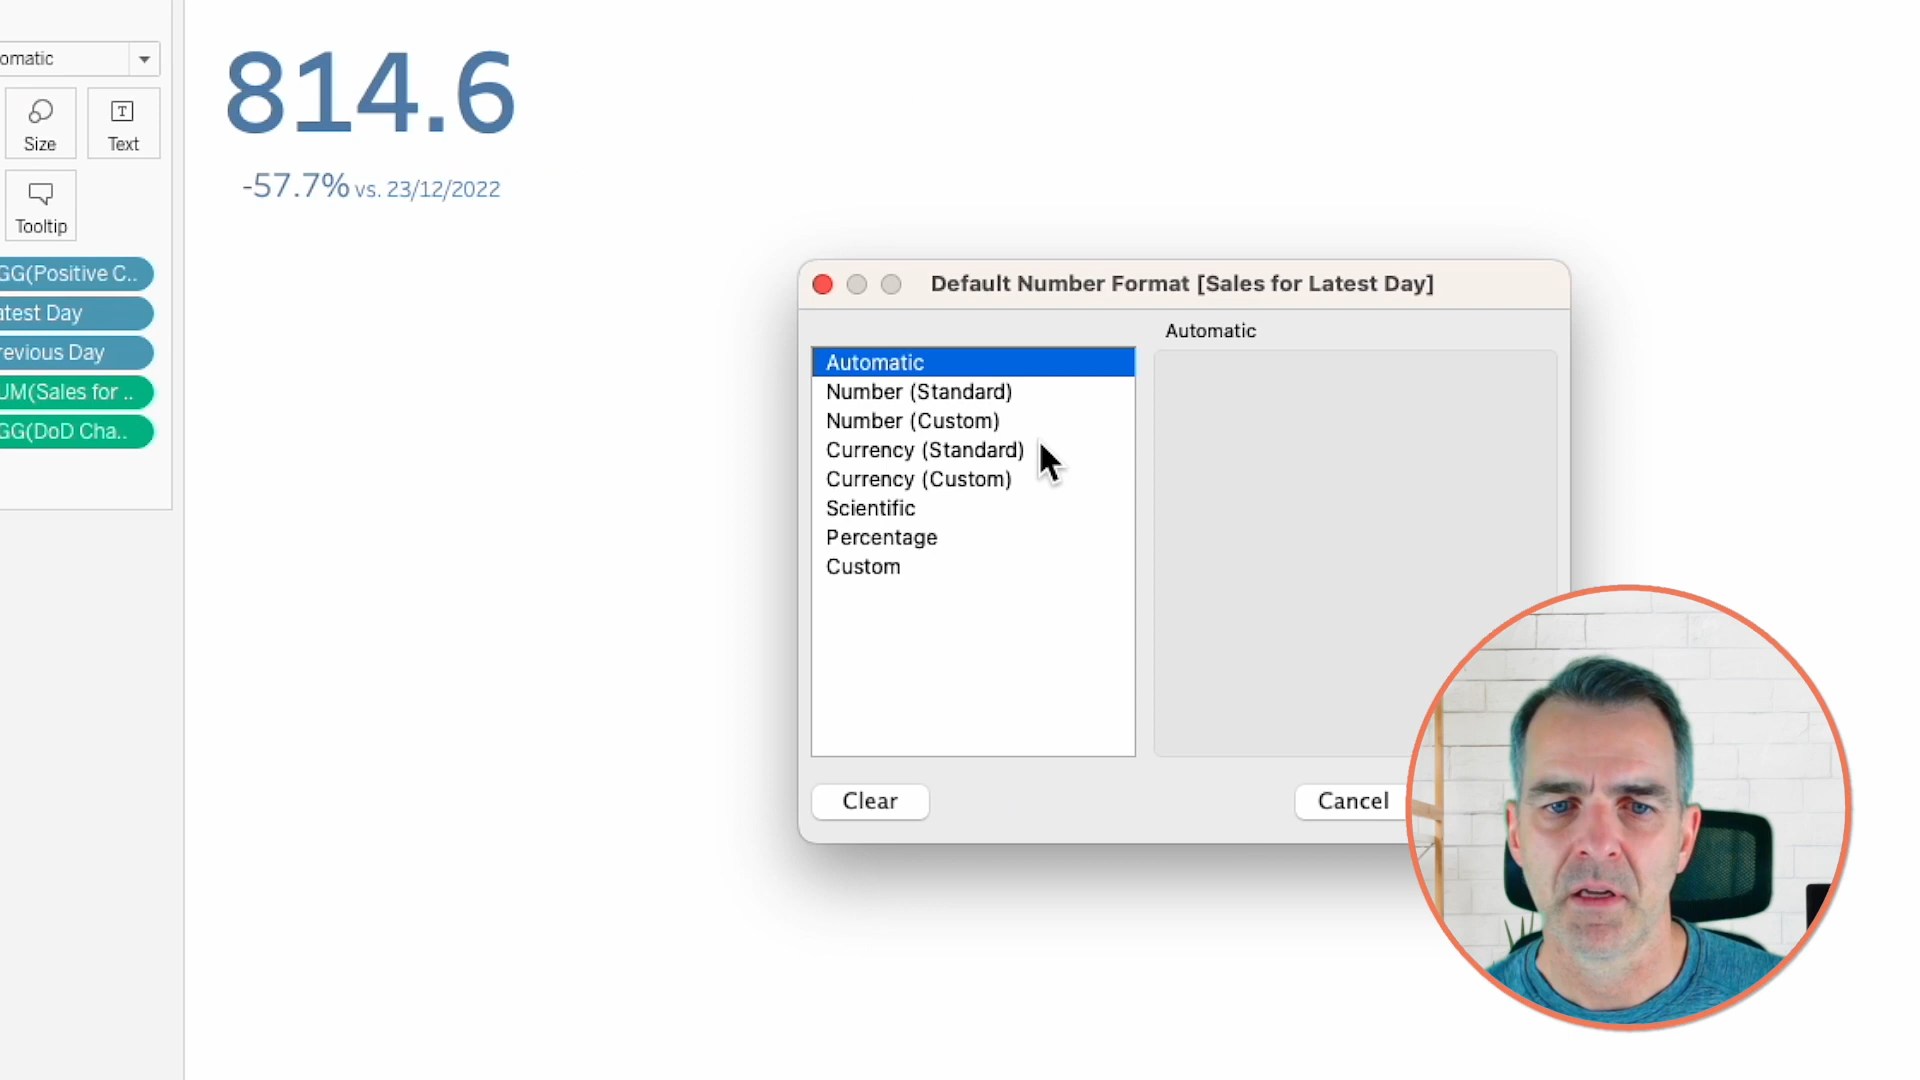 omatic
Size
Text
Tooltip
GG(Positive C..
atest Day
revious Day
UM(Sales for ..
GG(DoD Cha..
814.6
-57.7% vs. 23/12/2022
Default Number Format [Sales for Latest Day]
Automatic
Automatic
Number (Standard)
Number (Custom)
Currency (Standard)
Currency (Custom)
Scientific
Percentage
Custom
Clear
Cancel